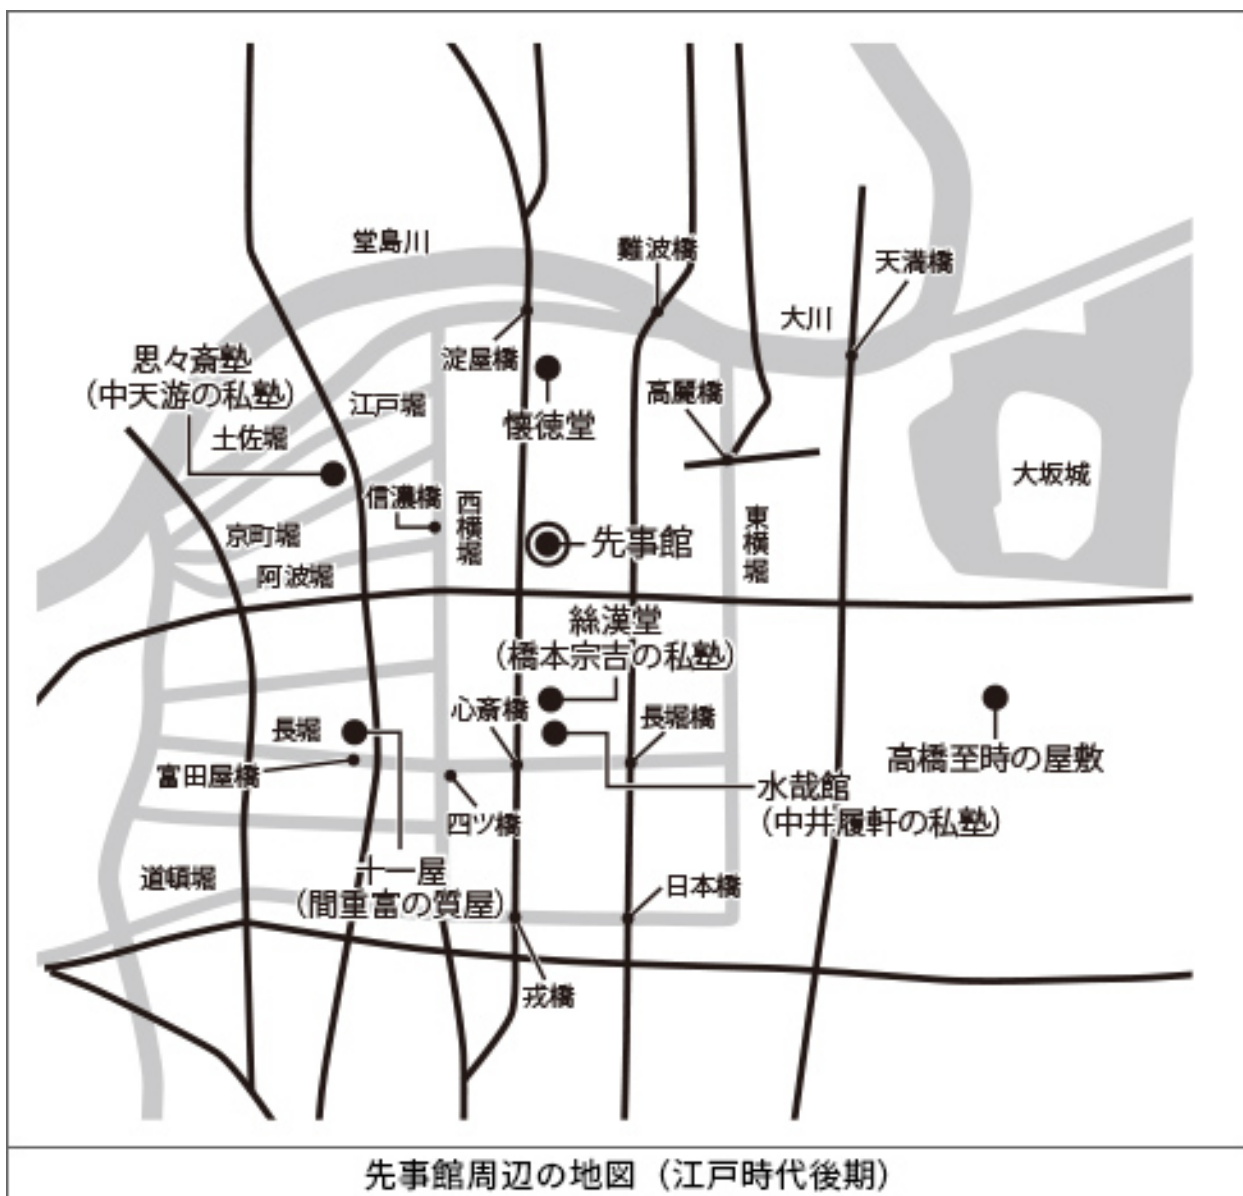 堂島川
難波橋
天満橋
大川
思々斎塾
(中天游の私塾)
淀屋橋
江戸堀
高麗橋
懐徳堂
土佐堀
大坂城
信濃橋
西横堀
東横堀
京町堀
先事館
阿波堀
絲漢堂
(橋本宗吉の私塾)
心斎橋
長堀橋
長堀
高橋至時の屋敷
富田屋橋
水哉館
(中井履軒の私塾)
四ツ橋
十一屋
(間重富の質屋)
道頓堀
日本橋
戎橋
先事館周辺の地図(江戸時代後期)